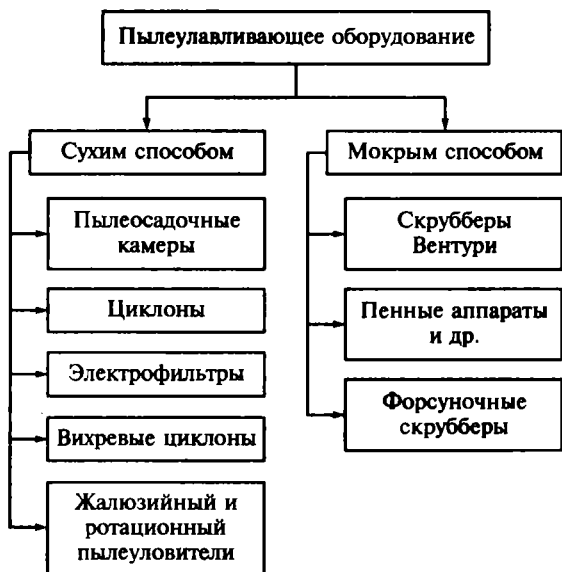 Пылеулавливающее оборудование
Сухим способом
Пылеосадочные
камеры
Циклоны
Электрофильтры
Вихревые циклоны
Жалюзийный и
ротационный
пылеуловители
Мокрым способом
Скрубберы
Вентури
Пенные аппараты
и др.
Форсуночные
скрубберы